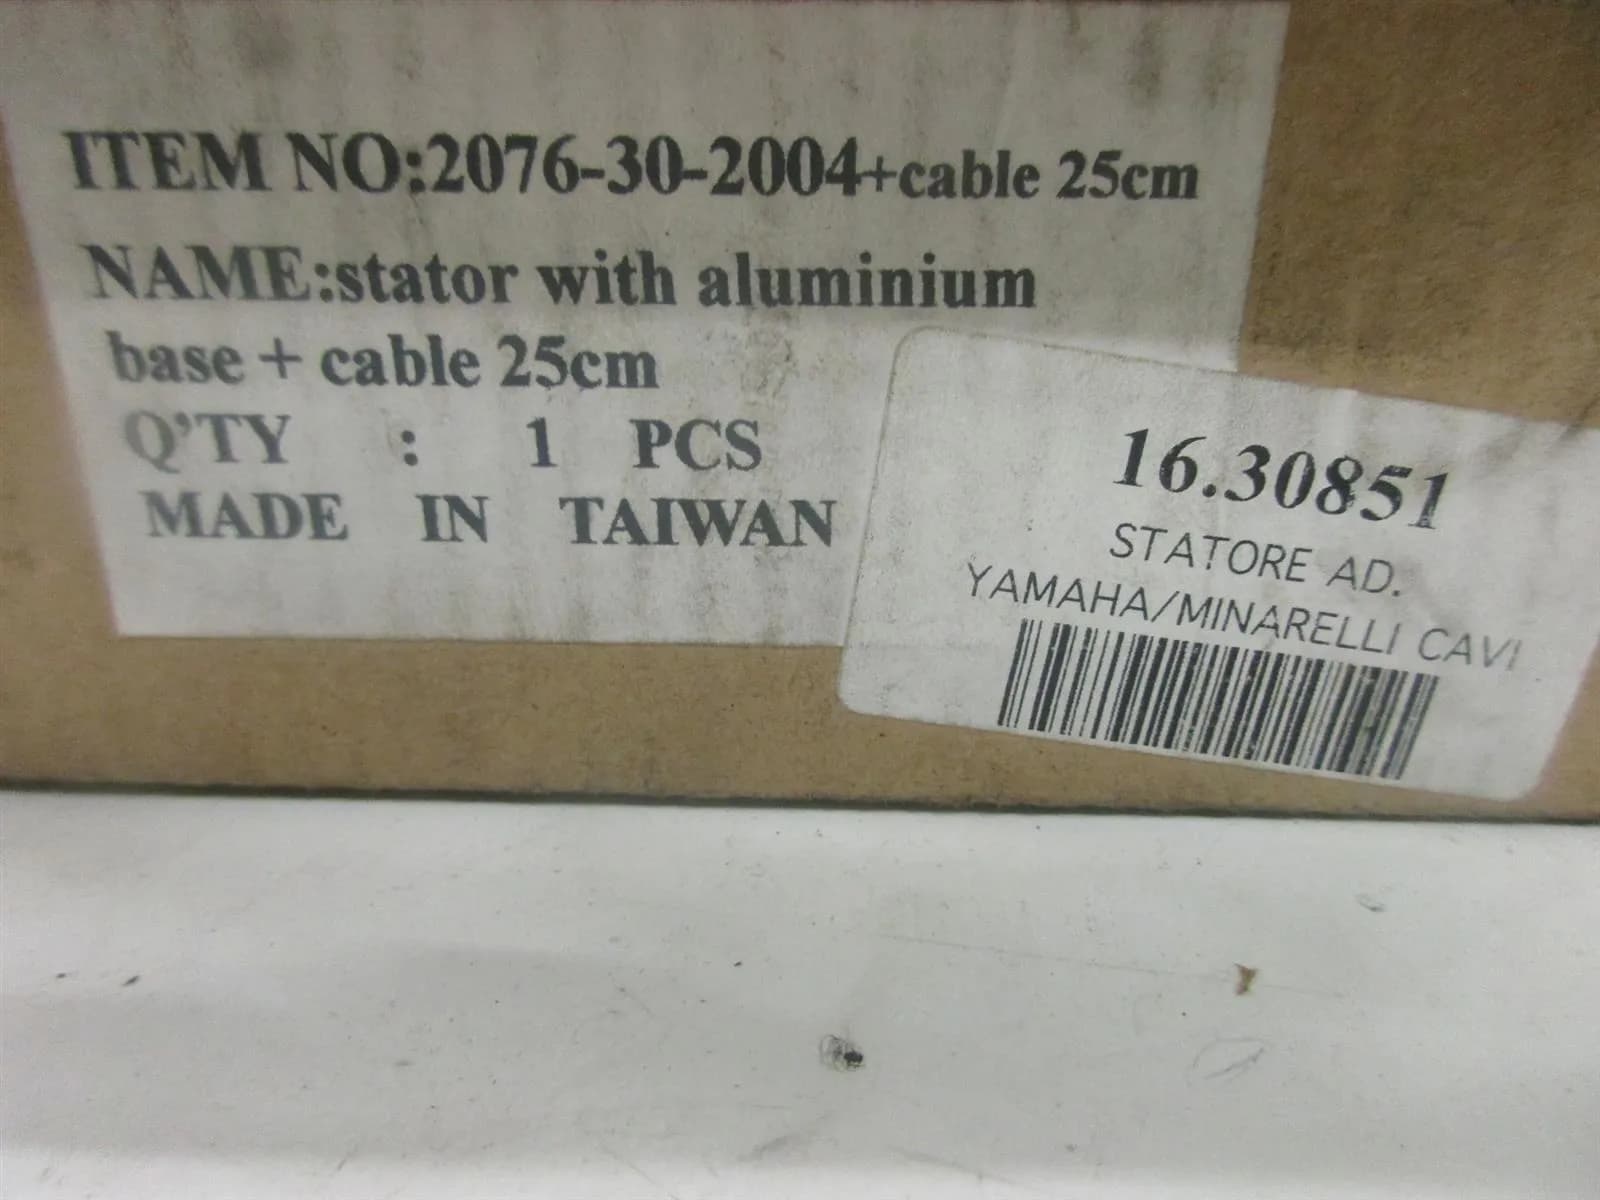 ITEM NO:2076-30-2004+cable 25cm
NAME:stator with aluminium
base + cable 25cm
Q'TY : 1 PCS
MADE IN TAIWAN
16.30851
STATORE AD.
YAMAHA/MINARELLI CAVI